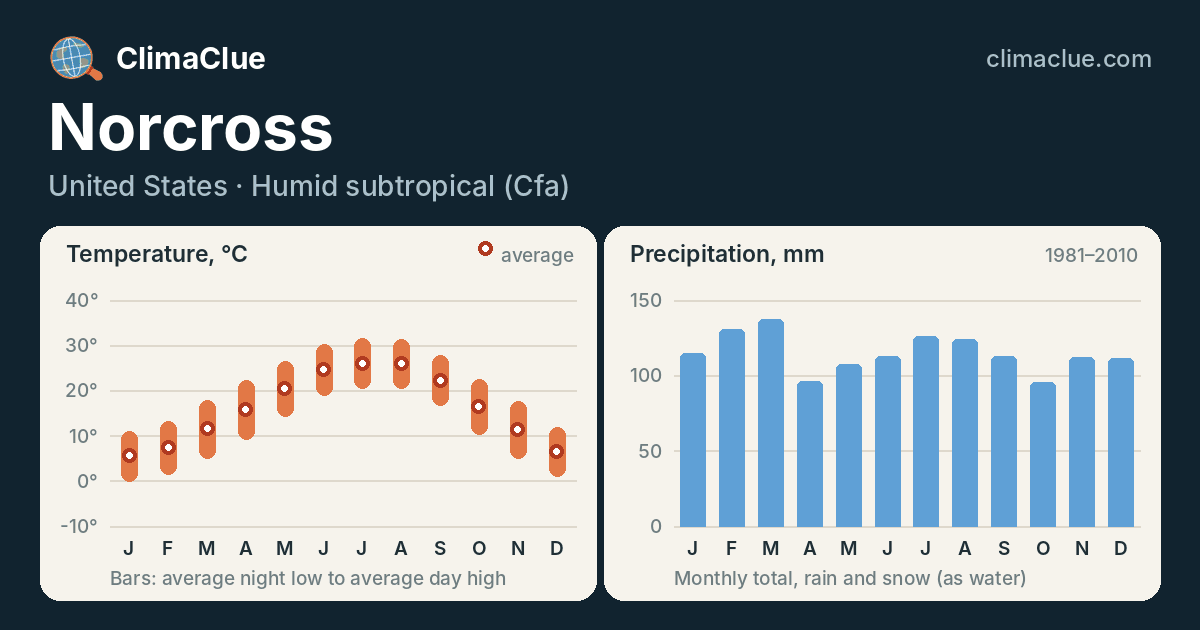 ClimaClue
climaclue.com
Norcross
United States · Humid subtropical (Cfa)
Temperature, °C
average
40°
30°
20°
10°
0°
-10°
J F M A M J J A S O N D
Bars: average night low to average day high
Precipitation, mm
1981–2010
150
100
50
0
J F M A M J J A S O N D
Monthly total, rain and snow (as water)